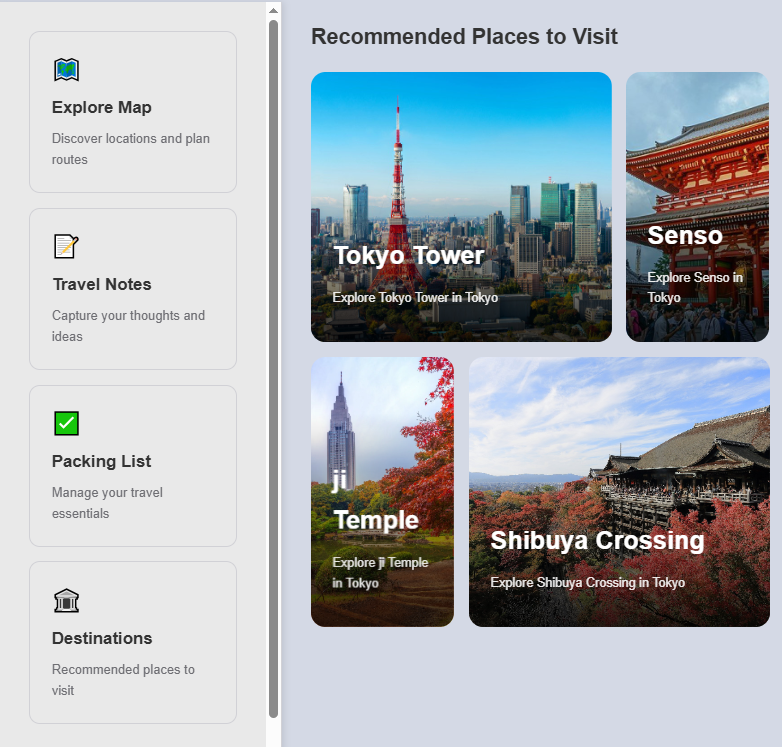 Explore Map
Discover locations and plan
routes
Travel Notes
Capture your thoughts and
ideas
Packing List
Manage your travel
essentials
Destinations
Recommended places to
visit
Recommended Places to Visit
Tokyo Tower
Explore Tokyo Tower in Tokyo
Senso
Explore Senso in
Tokyo
ji
Temple
Explore ji Temple
in Tokyo
Shibuya Crossing
Explore Shibuya Crossing in Tokyo